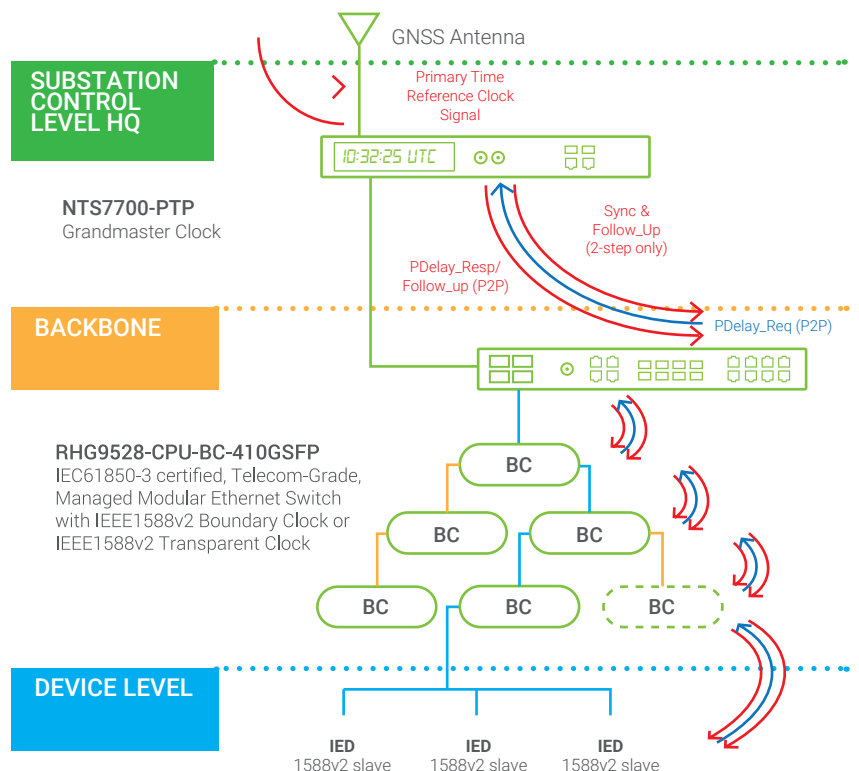 GNSS Antenna
SUBSTATION
CONTROL
LEVEL HQ
Primary Time
Reference Clock
Signal
10:32:25 UTC
NTS7700-PTP
Grandmaster Clock
Sync &
Follow_Up
(2-step only)
PDelay_Resp/
Follow_up (P2P)
BACKBONE
PDelay_Req (P2P)
RHG9528-CPU-BC-410GSFP
IEC61850-3 certified, Telecom-Grade,
Managed Modular Ethernet Switch
with IEEE1588v2 Boundary Clock or
IEEE1588v2 Transparent Clock
BC
BC
BC
BC
BC
BC
DEVICE LEVEL
IED
1588v2 slave
IED
1588v2 slave
IED
1588v2 slave